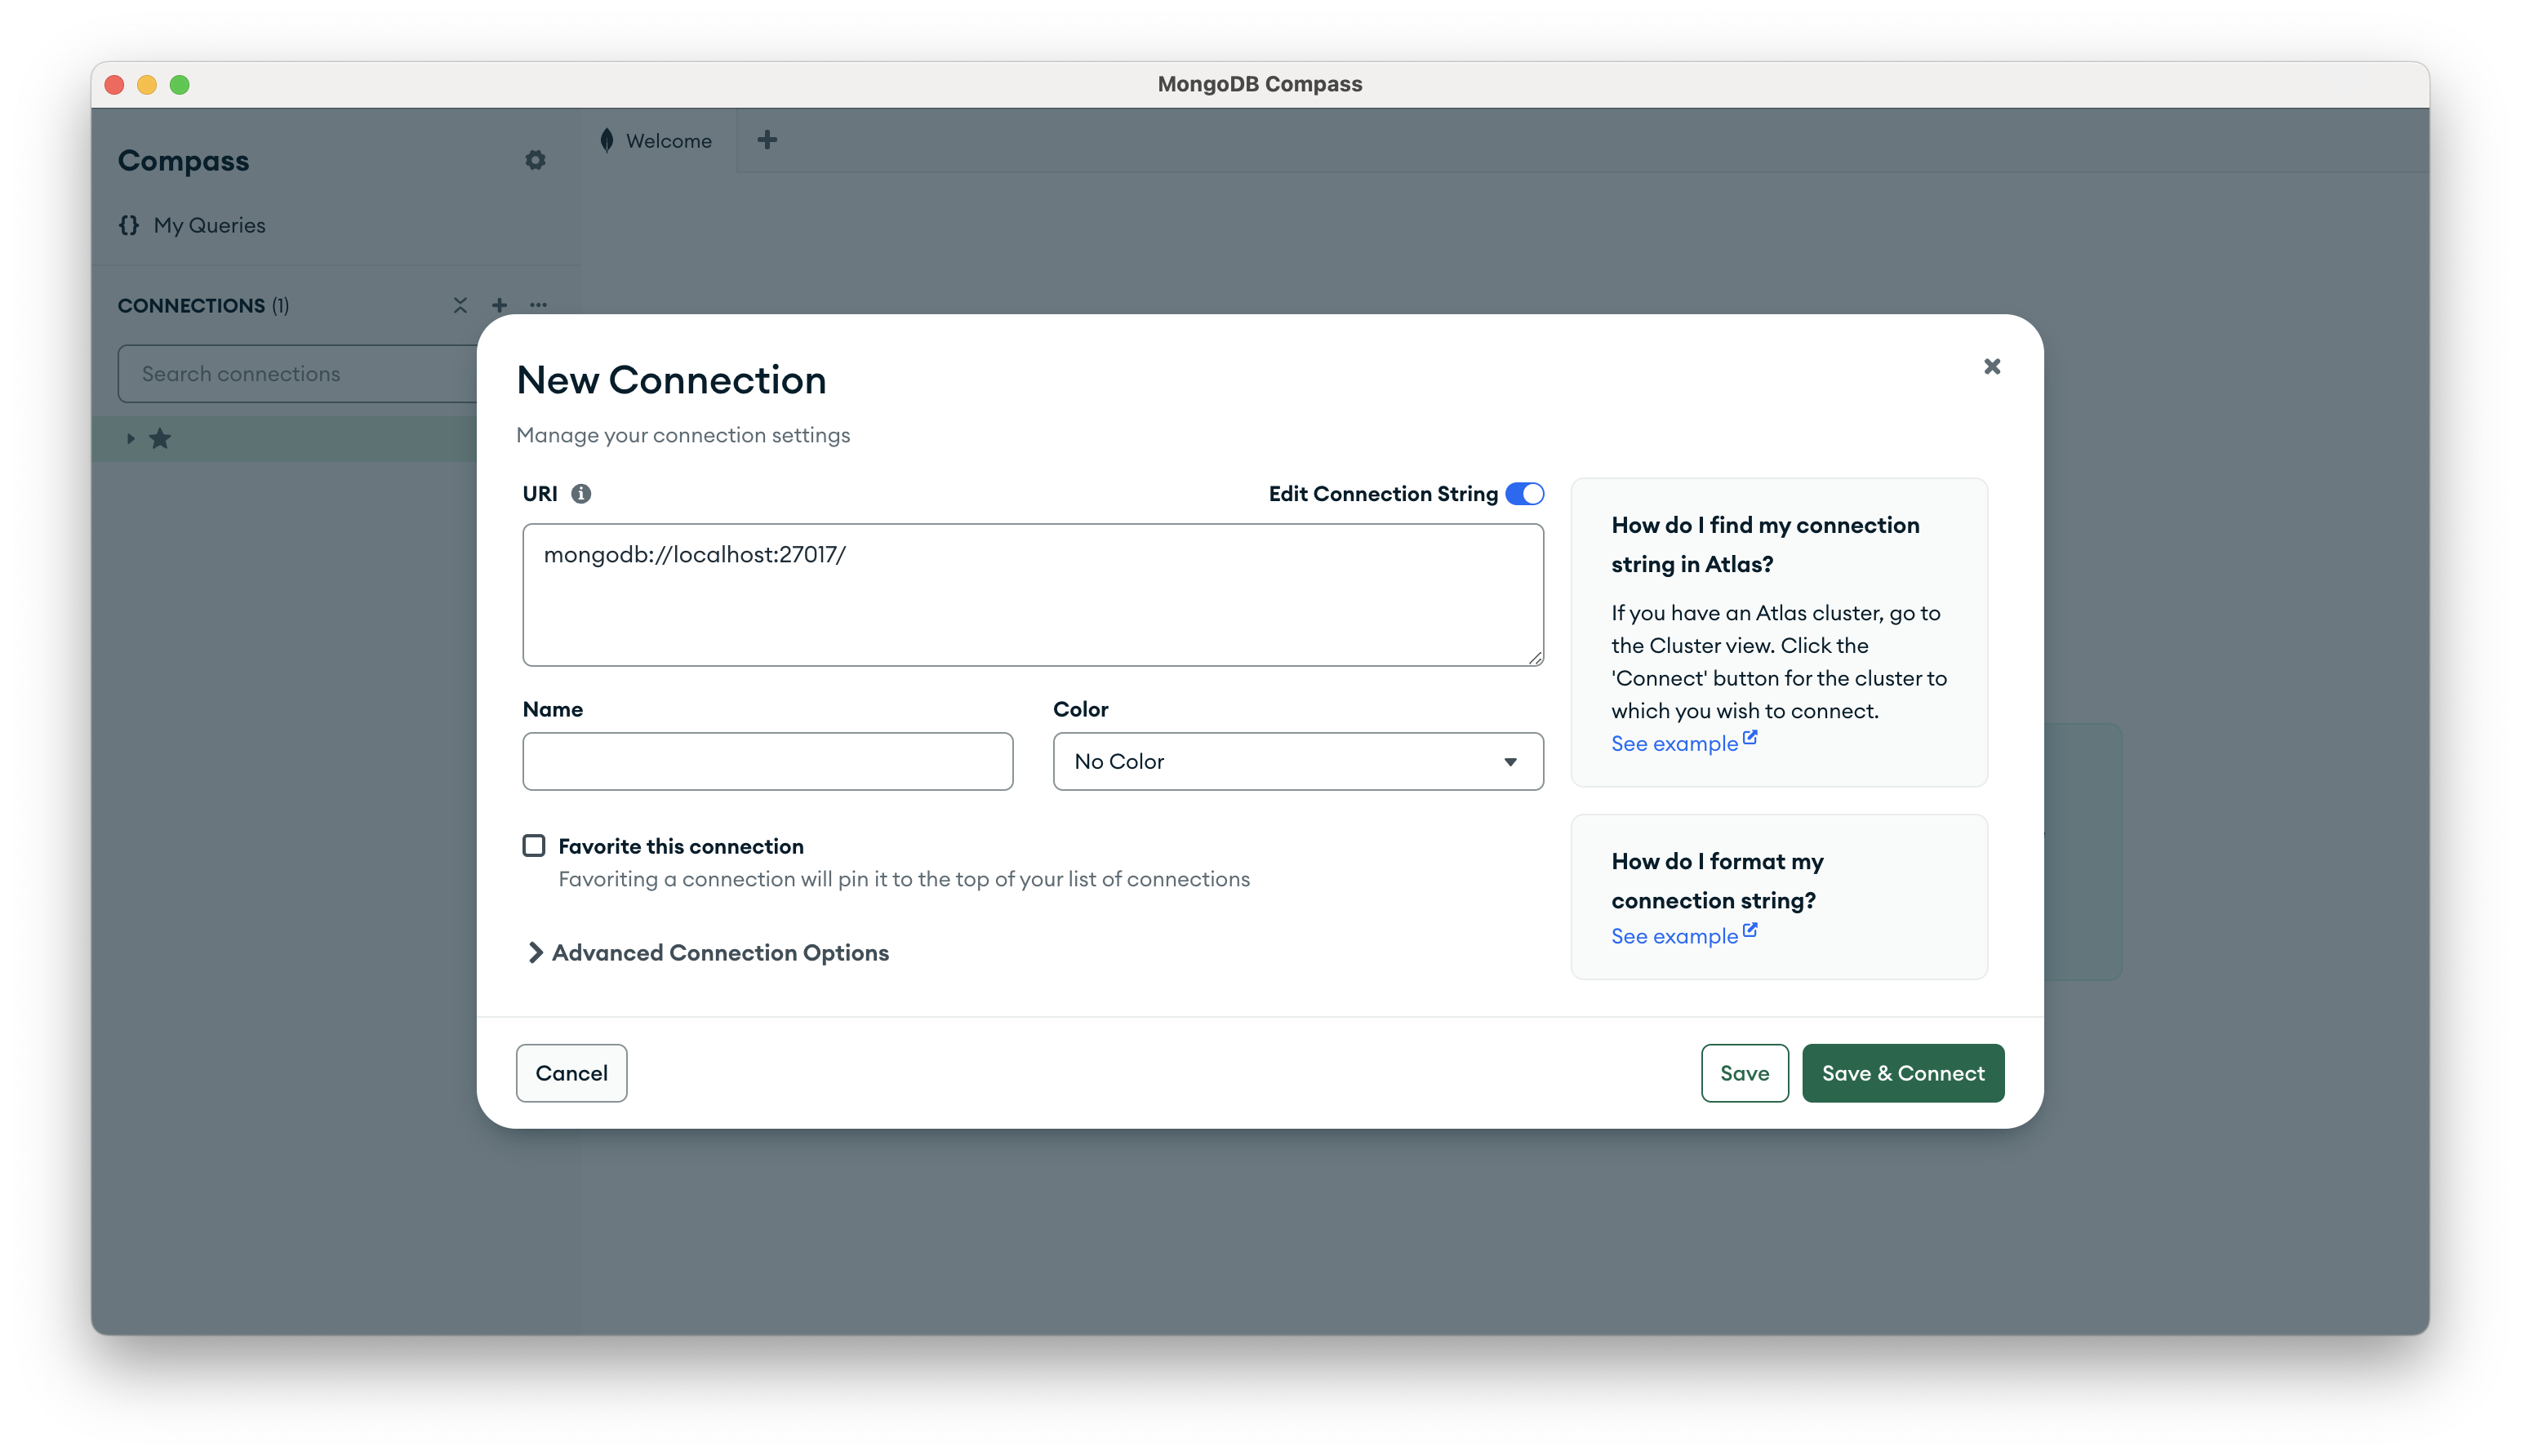 MongoDB Compass
Compass
My Queries
CONNECTIONS (1)
Search connections
Welcome
New Connection
Manage your connection settings
URI
Edit Connection String
mongodb://localhost:27017/
Name
Color
No Color
Favorite this connection
Favoriting a connection will pin it to the top of your list of connections
Advanced Connection Options
How do I find my connection
string in Atlas?
If you have an Atlas cluster, go to
the Cluster view. Click the
'Connect' button for the cluster to
which you wish to connect.
See example
How do I format my
connection string?
See example
Cancel
Save
Save & Connect